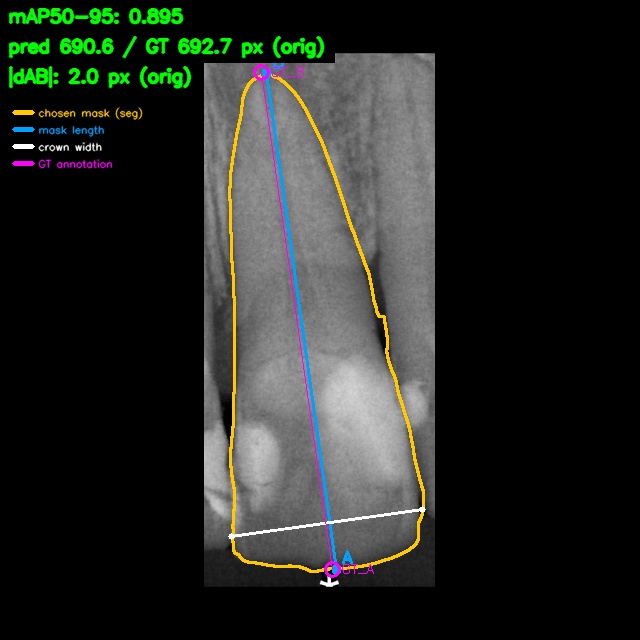 mAP50-95: 0.895
pred 690.6 / GT 692.7 px (orig)
|dAB|: 2.0 px (orig)
chosen mask (seg)
mask length
crown width
GT annotation
A
GT_A